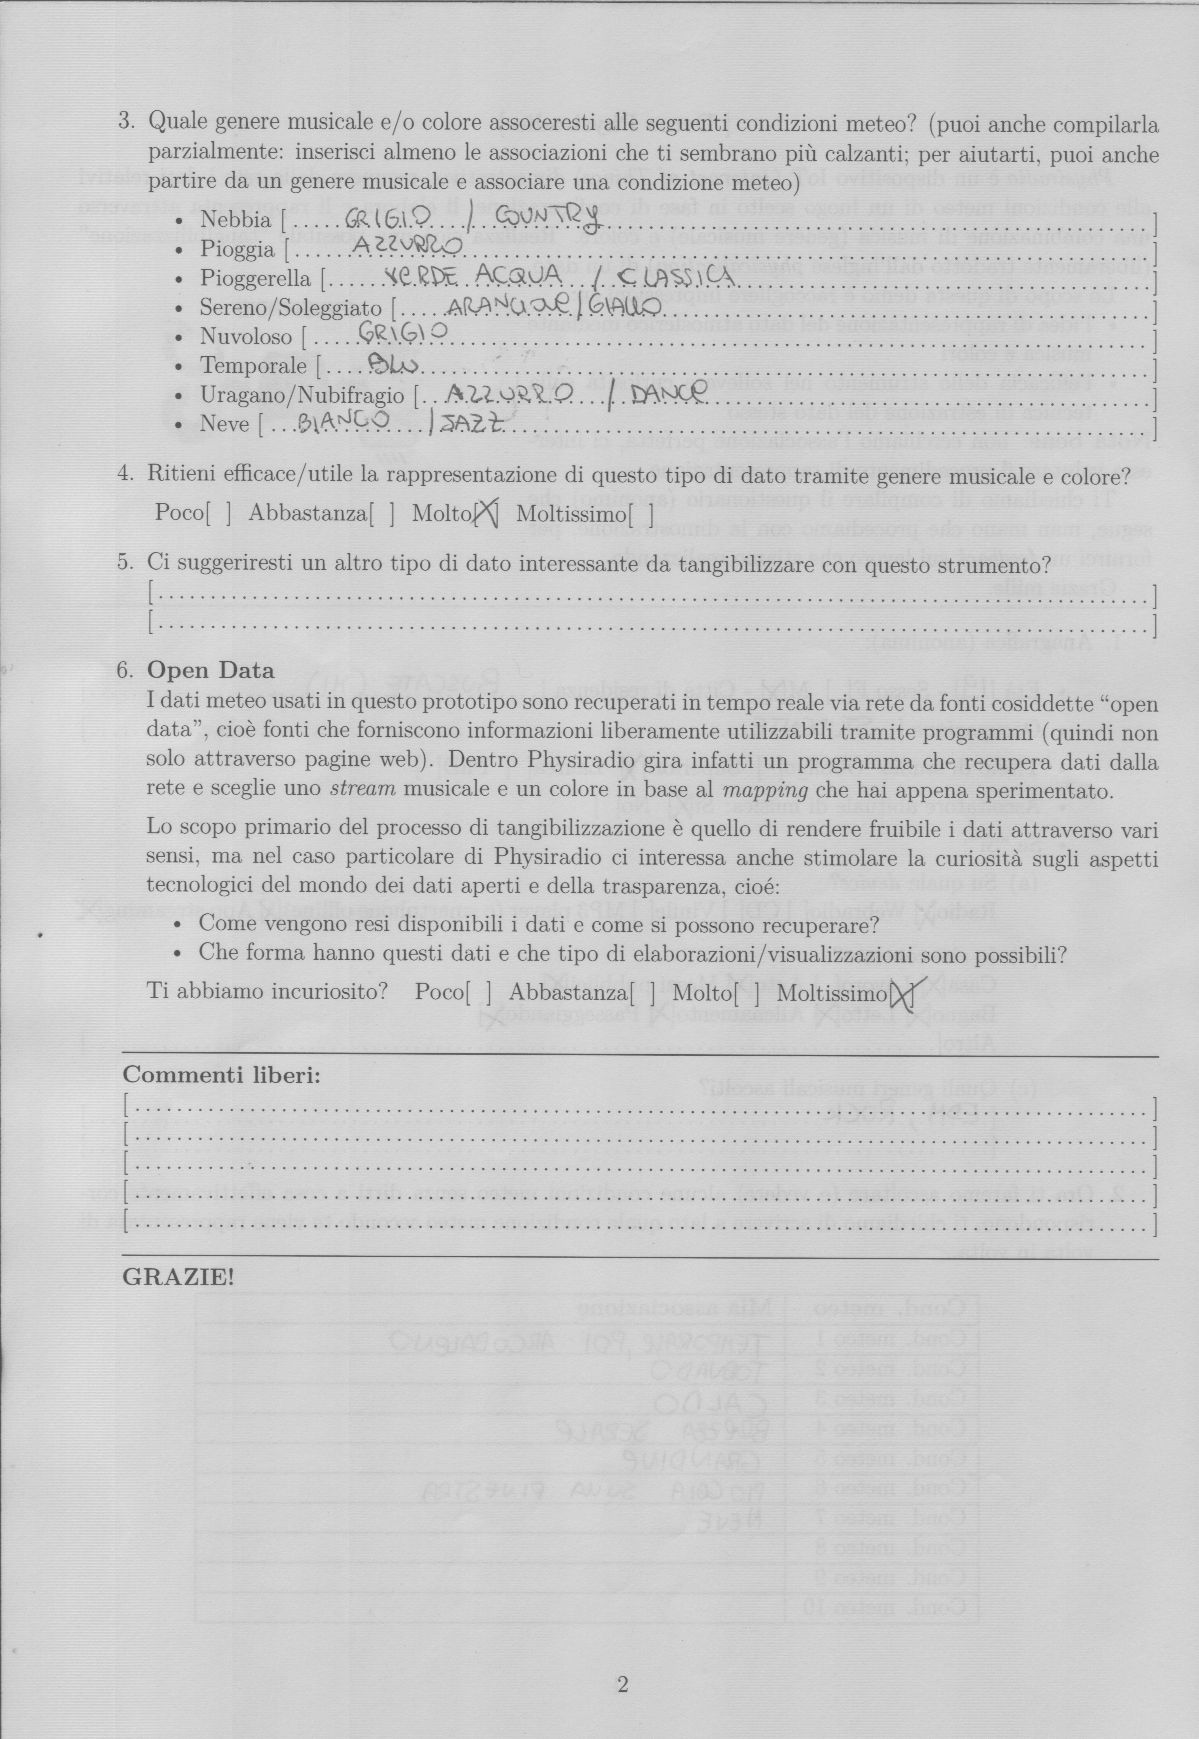 3. Quale genere musicale e/o colore assoceresti alle seguenti condizioni meteo? (puoi anche compilarla
parzialmente: inserisci almeno le associazioni che ti sembrano più calzanti; per aiutarti, puoi anche
partire da un genere musicale e associare una condizione meteo)
• Nebbia [ GRIGIO / COUNTRY ]
• Pioggia [ AZZURRO ]
• Pioggerella [ VERDE ACQUA / CLASSICA ]
• Sereno/Soleggiato [ ARANCIONE/GIALLO ]
• Nuvoloso [ GRIGIO ]
• Temporale [ BLU ]
• Uragano/Nubifragio [ AZZURRO / DANCE ]
• Neve [ BIANCO / JAZZ ]
4. Ritieni efficace/utile la rappresentazione di questo tipo di dato tramite genere musicale e colore?
Poco[ ] Abbastanza[ ] Molto[X] Moltissimo[ ]
5. Ci suggeriresti un altro tipo di dato interessante da tangibilizzare con questo strumento?
[ ]
[ ]
6. Open Data
I dati meteo usati in questo prototipo sono recuperati in tempo reale via rete da fonti cosiddette “open
data”, cioè fonti che forniscono informazioni liberamente utilizzabili tramite programmi (quindi non
solo attraverso pagine web). Dentro Physiradio gira infatti un programma che recupera dati dalla
rete e sceglie uno stream musicale e un colore in base al mapping che hai appena sperimentato.
Lo scopo primario del processo di tangibilizzazione è quello di rendere fruibile i dati attraverso vari
sensi, ma nel caso particolare di Physiradio ci interessa anche stimolare la curiosità sugli aspetti
tecnologici del mondo dei dati aperti e della trasparenza, cioé:
• Come vengono resi disponibili i dati e come si possono recuperare?
• Che forma hanno questi dati e che tipo di elaborazioni/visualizzazioni sono possibili?
Ti abbiamo incuriosito? Poco[ ] Abbastanza[ ] Molto[ ] Moltissimo[X]
Commenti liberi:
[ ]
[ ]
[ ]
[ ]
[ ]
GRAZIE!
2